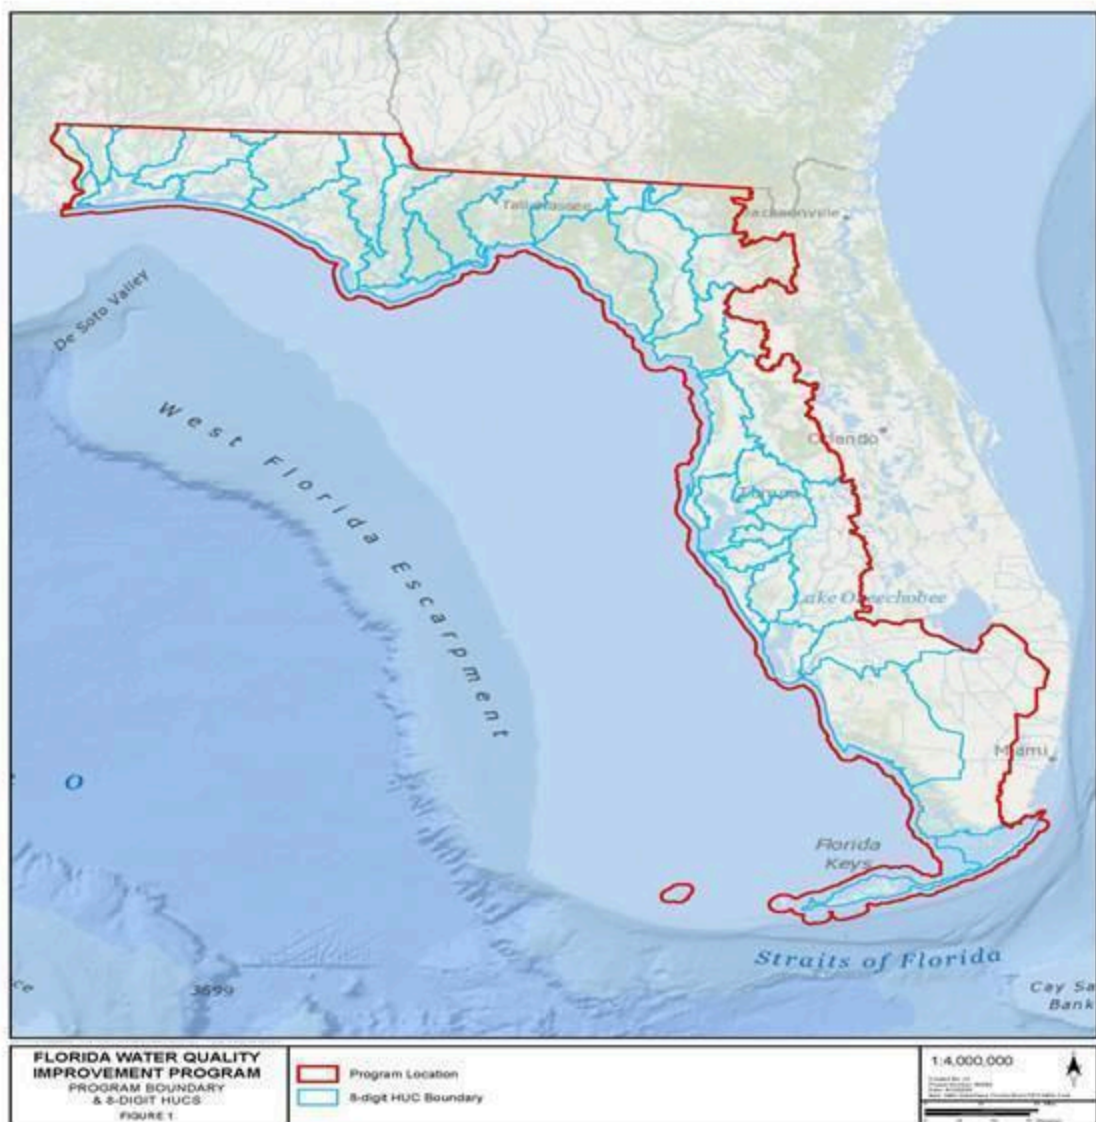 Tallahassee
Jacksonville
De Soto Valley
West Florida Escarpment
Orlando
Tampa
Lake Okeechobee
Miami
O
Florida
Keys
Straits of Florida
ce
3699
Cay Sa
Bank
FLORIDA WATER QUALITY
IMPROVEMENT PROGRAM
PROGRAM BOUNDARY
& 8-DIGIT HUCS
FIGURE 1
Program Location
8-digit HUC Boundary
1:4,000,000